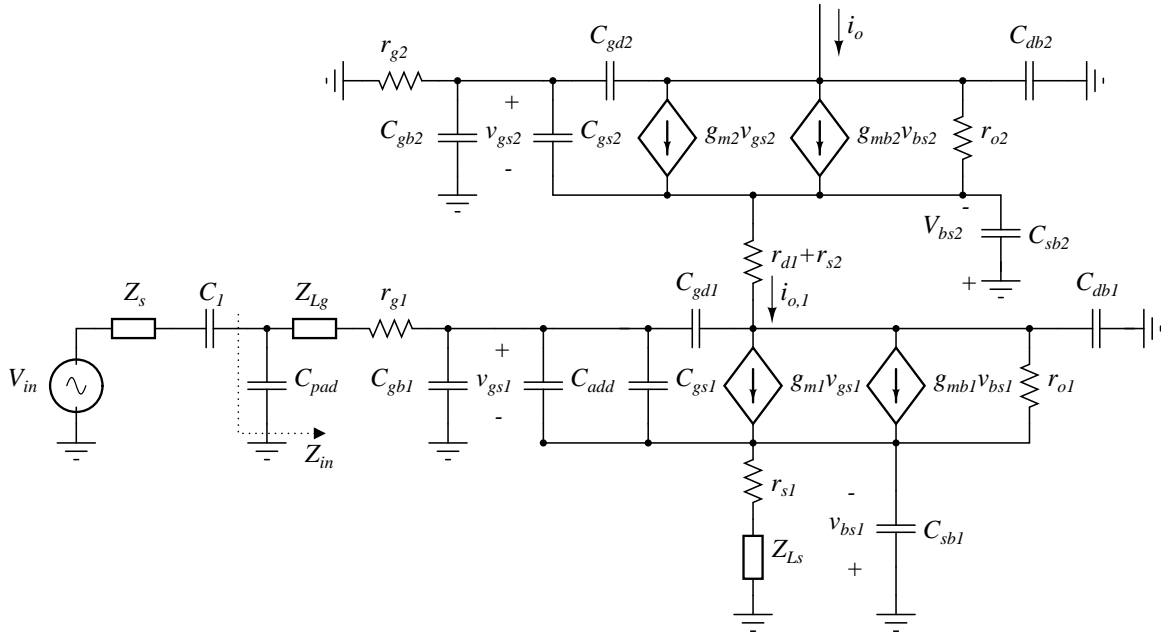 i_o
C_gd2 C_db2
r_g2
+
C_gb2 v_gs2 C_gs2 g_m2v_gs2 g_mb2v_bs2 r_o2
-
-
V_bs2 C_sb2
+
r_d1+r_s2
Z_s C_1 Z_Lg r_g1 C_gd1 i_o,1 C_db1
+
V_in C_pad C_gb1 v_gs1 C_add C_gs1 g_m1v_gs1 g_mb1v_bs1 r_o1
-
Z_in
r_s1 -
v_bs1 C_sb1
Z_Ls
+